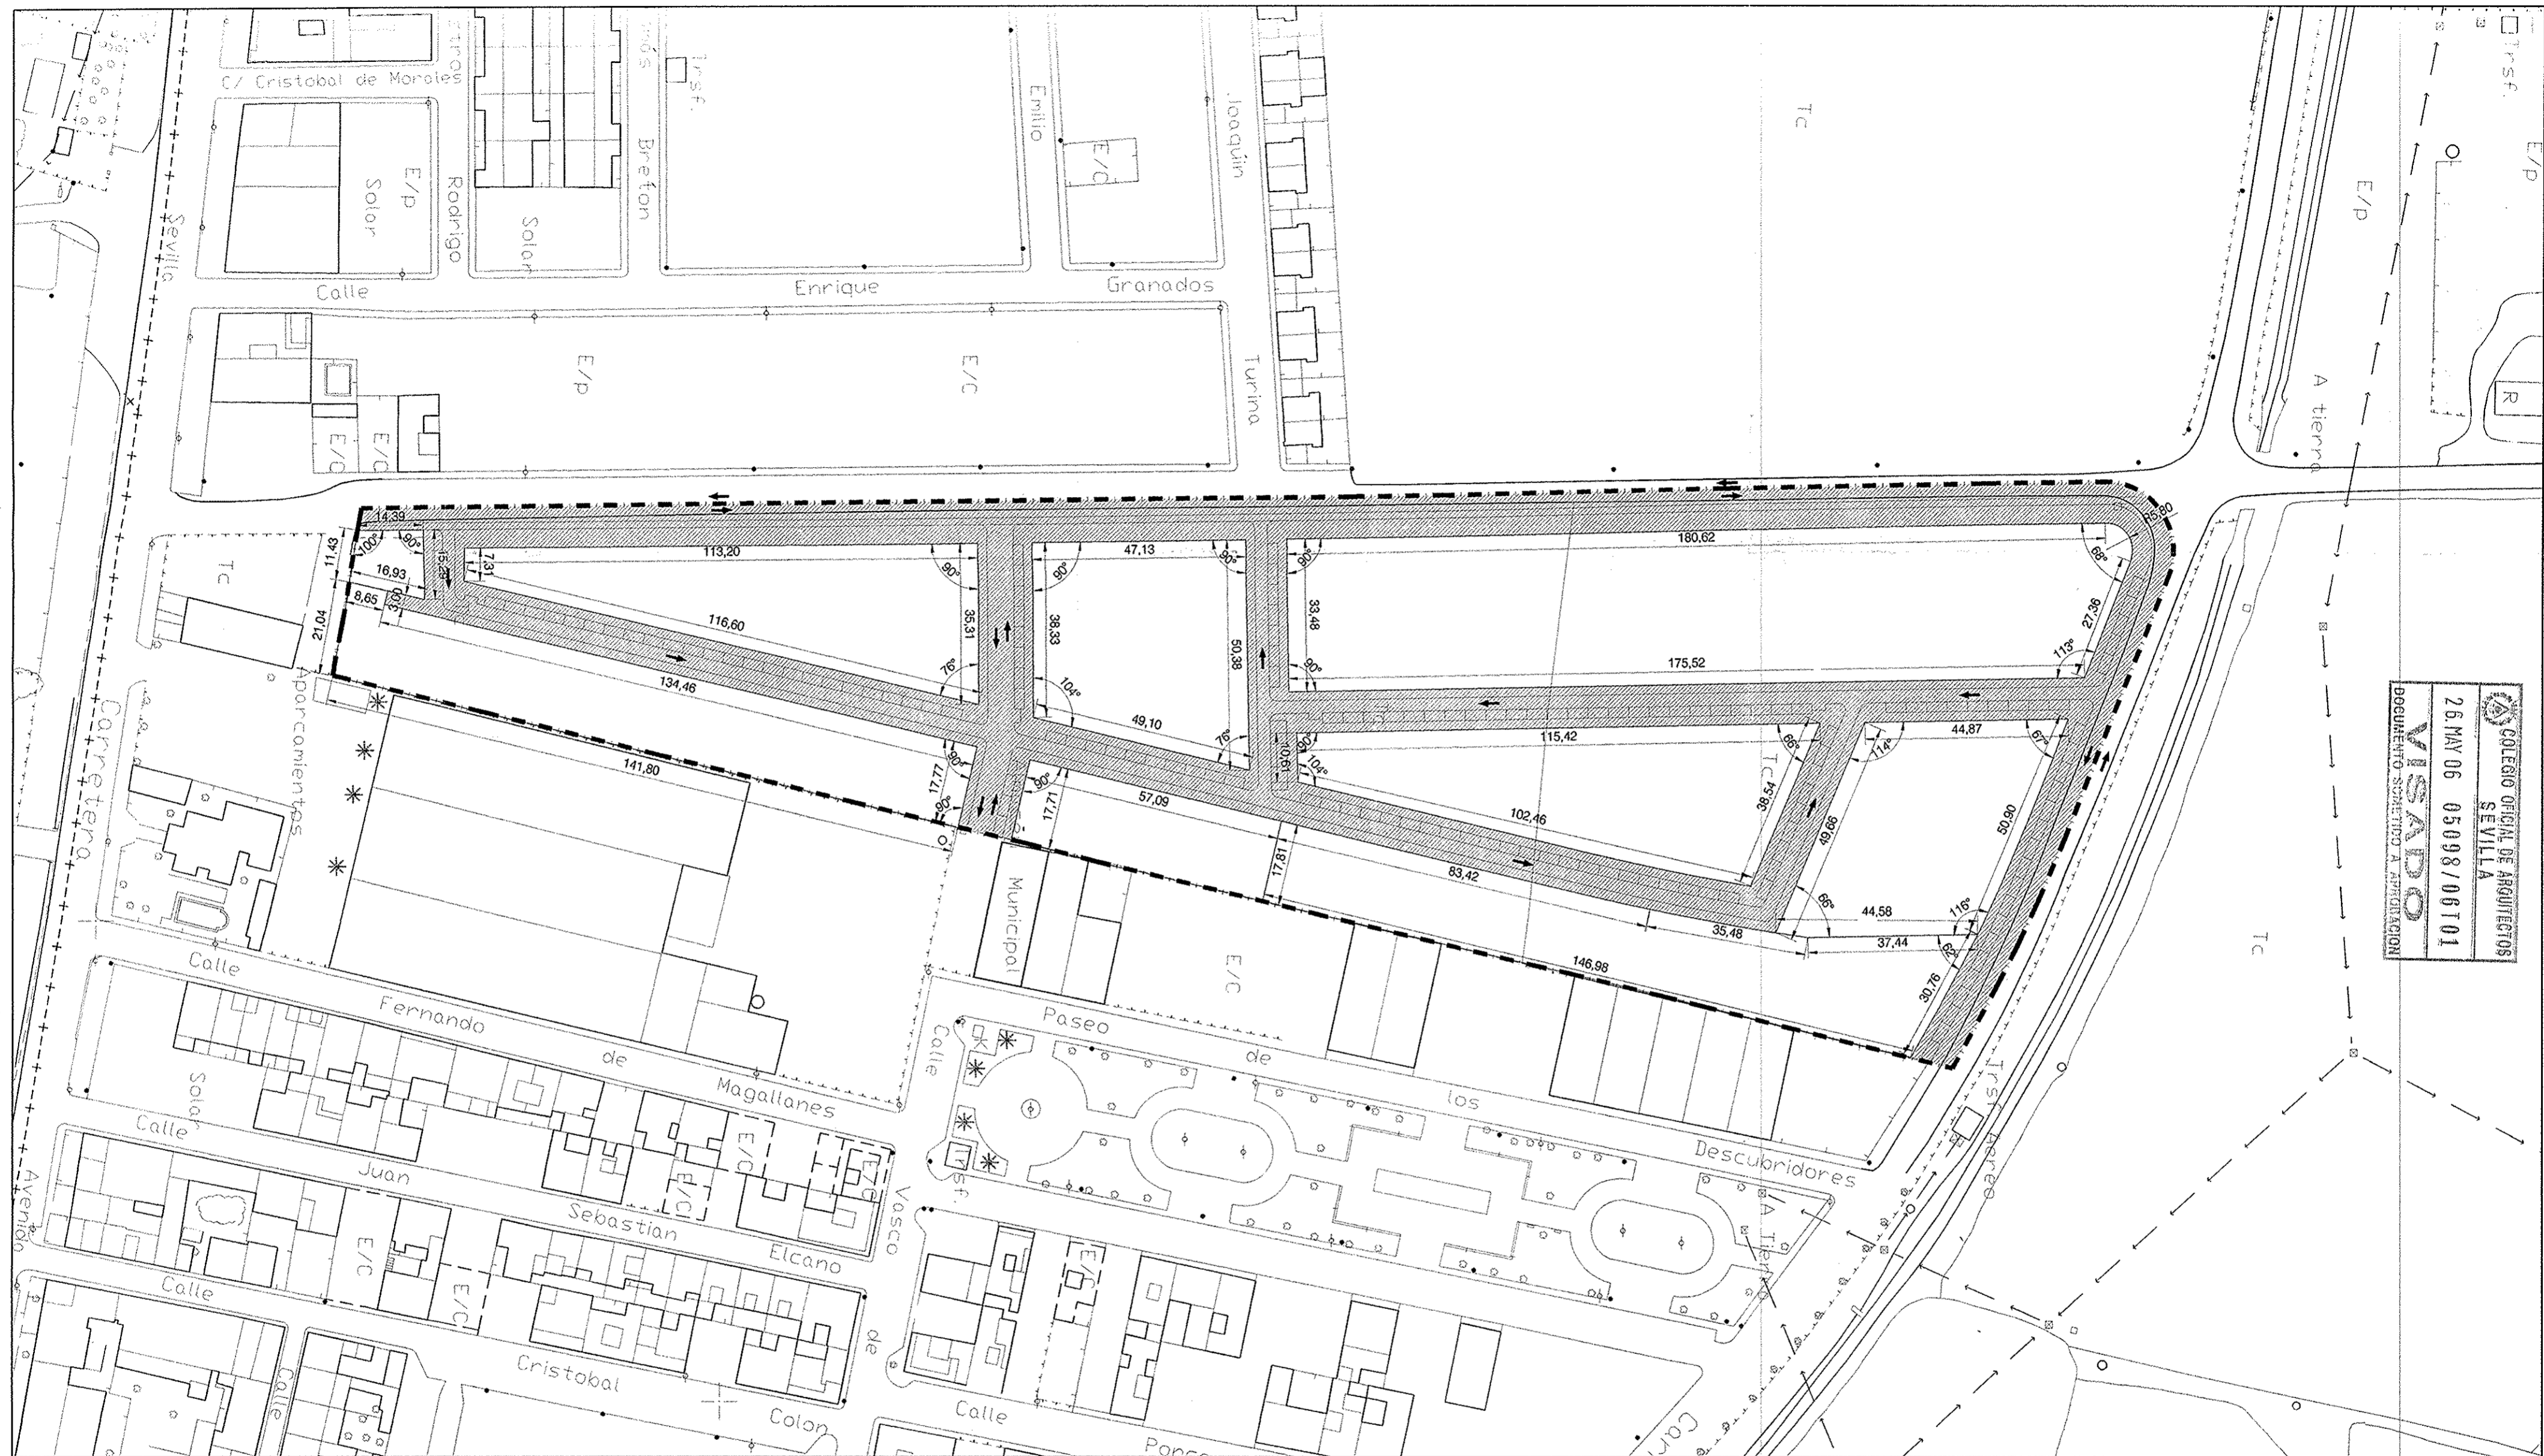 C/ Cristobal de Morales
Rodrigo
Breton
Trsf.
Emilio
E/C
Joaquin
Turina
Tc
E/p
Trsf.
E/p
A tierra
R
Sevilla
Solar
E/p
Solar
Calle
Enrique
Granados
E/p
E/C
E/C
E/C
14,39
11,43
100°
90°
15,29
16,93
8,65
3,00
21,04
7,31
113,20
90°
116,60
35,31
76°
134,46
141,80
17,77
90°
90°
47,13
90°
90°
38,33
50,38
104°
49,10
76°
90°
17,71
57,09
17,81
180,62
90°
33,48
90°
175,52
68°
R5,80
27,36
113°
115,42
90°
10,61
104°
66°
Tc
38,54
102,46
83,42
35,48
114°
44,87
67°
49,66
50,90
66°
44,58
116°
37,44
30,76
146,98
Tc
Aparcamientos
Carretera
Municipal
E/C
Tc
COLEGIO OFICIAL DE ARQUITECTOS
SEVILLA
26 MAY 06 05098/06T01
VISADO
DOCUMENTO SOMETIDO A APROBACION
Calle
Fernando
de
Magallanes
Paseo
de
los
Descubridores
Trsf. Aereo
A Tierra
Solar
Calle
Juan
Sebastian
Elcano
E/C
E/C
E/C
Calle
Vasco
de
Trsf.
E/C
Avenida
Calle
Cristobal
Colon
E/C
E/C
Calle
Calle